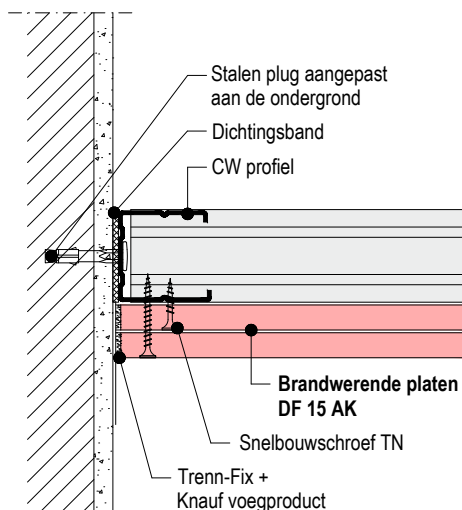 Stalen plug aangepast
aan de ondergrond
Dichtingsband
CW profiel
Brandwerende platen
DF 15 AK
Snelbouwschroef TN
Trenn-Fix +
Knauf voegproduct